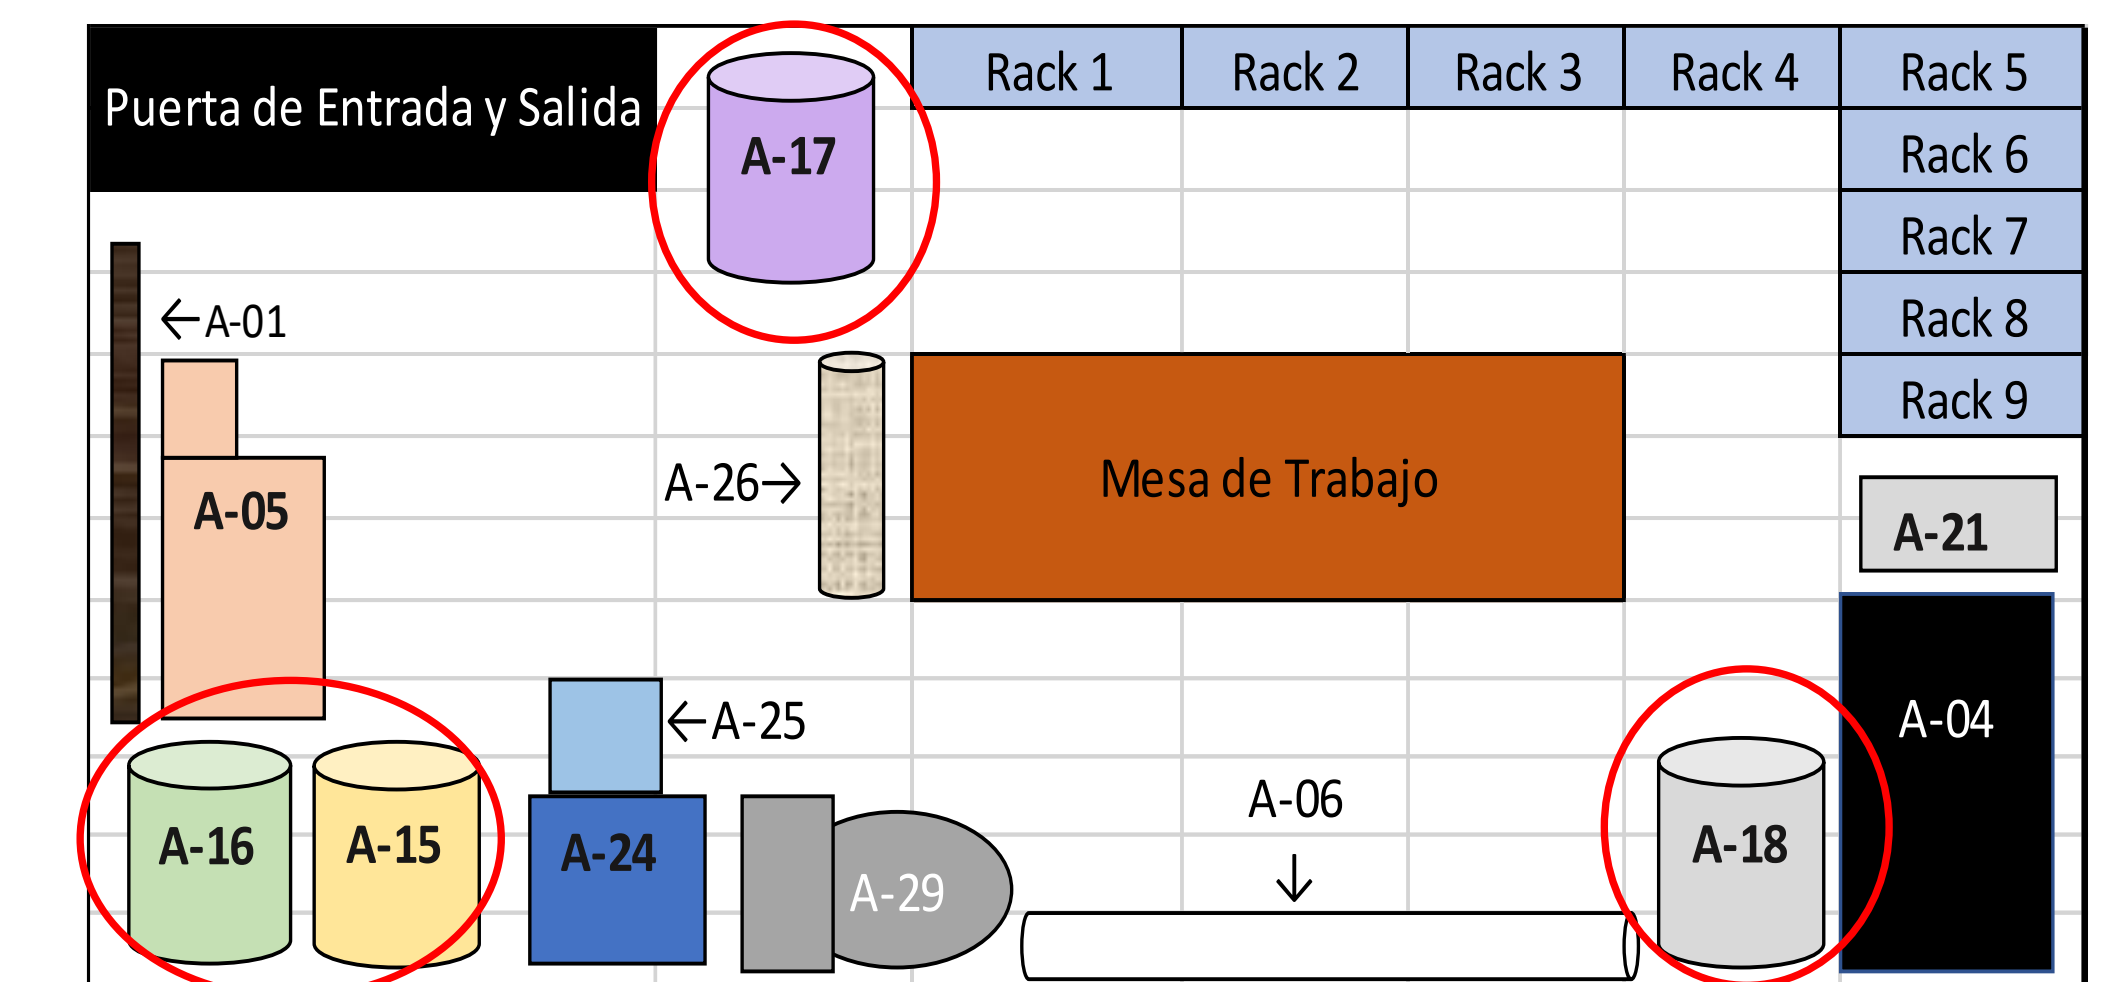 Puerta de Entrada y Salida
A-17
Rack 1
Rack 2
Rack 3
Rack 4
Rack 5
Rack 6
Rack 7
Rack 8
Rack 9
←A-01
A-05
A-26→
Mesa de Trabajo
A-21
A-04
←A-25
A-16
A-15
A-24
A-29
A-06
↓
A-18